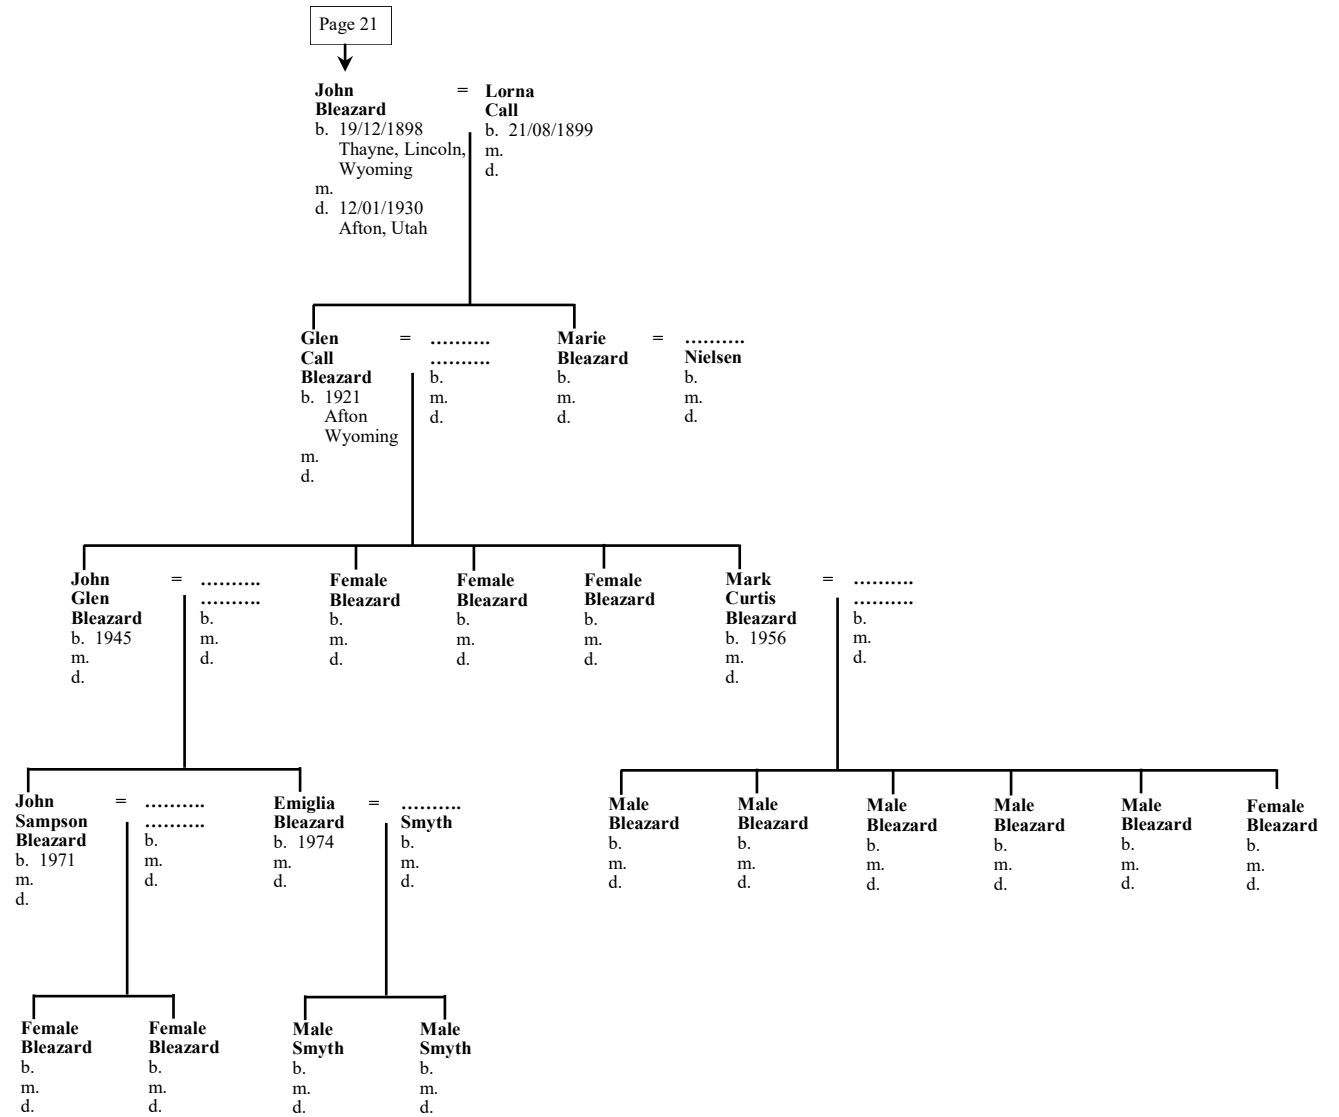 Page 21
John
Bleazard
b. 19/12/1898
Thayne, Lincoln,
Wyoming
m.
d. 12/01/1930
Afton, Utah
=
Lorna
Call
b. 21/08/1899
m.
d.
Glen
Call
Bleazard
b. 1921
Afton
Wyoming
m.
d.
=
..........
..........
b.
m.
d.
Marie
Bleazard
b.
m.
d.
=
..........
Nielsen
b.
m.
d.
John
Glen
Bleazard
b. 1945
m.
d.
=
..........
..........
b.
m.
d.
Female
Bleazard
b.
m.
d.
Female
Bleazard
b.
m.
d.
Female
Bleazard
b.
m.
d.
Mark
Curtis
Bleazard
b. 1956
m.
d.
=
..........
..........
b.
m.
d.
John
Sampson
Bleazard
b. 1971
m.
d.
=
..........
..........
b.
m.
d.
Emiglia
Bleazard
b. 1974
m.
d.
=
..........
Smyth
b.
m.
d.
Male
Bleazard
b.
m.
d.
Male
Bleazard
b.
m.
d.
Male
Bleazard
b.
m.
d.
Male
Bleazard
b.
m.
d.
Male
Bleazard
b.
m.
d.
Female
Bleazard
b.
m.
d.
Female
Bleazard
b.
m.
d.
Female
Bleazard
b.
m.
d.
Male
Smyth
b.
m.
d.
Male
Smyth
b.
m.
d.